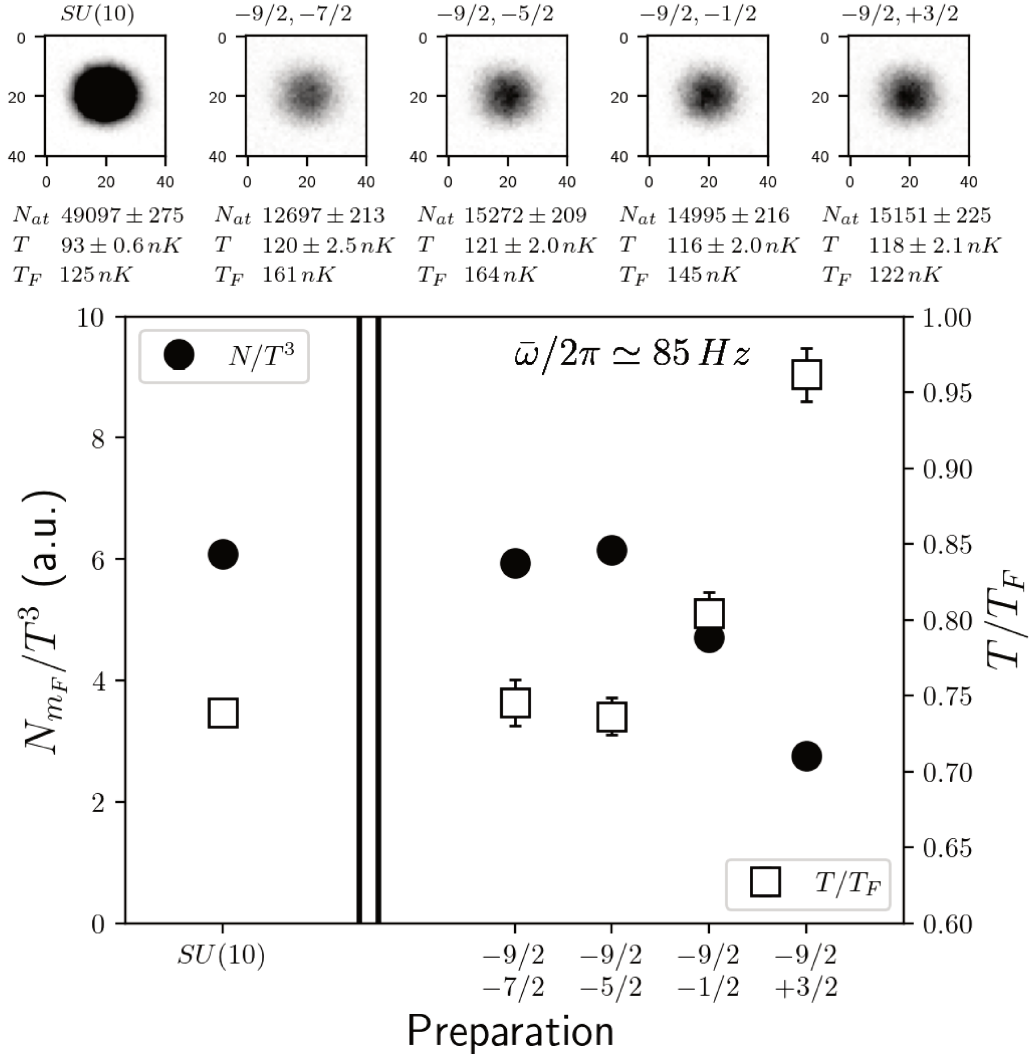 SU(10) −9/2, −7/2 −9/2, −5/2 −9/2, −1/2 −9/2, +3/2
0 0 0 0 0
20 20 20 20 20
40 40 40 40 40
0 20 40 0 20 40 0 20 40 0 20 40 0 20 40
N_at 49097 ± 275 N_at 12697 ± 213 N_at 15272 ± 209 N_at 14995 ± 216 N_at 15151 ± 225
T 93 ± 0.6 nK T 120 ± 2.5 nK T 121 ± 2.0 nK T 116 ± 2.0 nK T 118 ± 2.1 nK
T_F 125 nK T_F 161 nK T_F 164 nK T_F 145 nK T_F 122 nK
10
8
6
4
2
0
N_{m_F}/T^3 (a.u.)
N/T^3
ω̄/2π ≃ 85 Hz
T/T_F
1.00
0.95
0.90
0.85
0.80
0.75
0.70
0.65
0.60
T/T_F
SU(10) −9/2 −9/2 −9/2 −9/2
−7/2 −5/2 −1/2 +3/2
Preparation